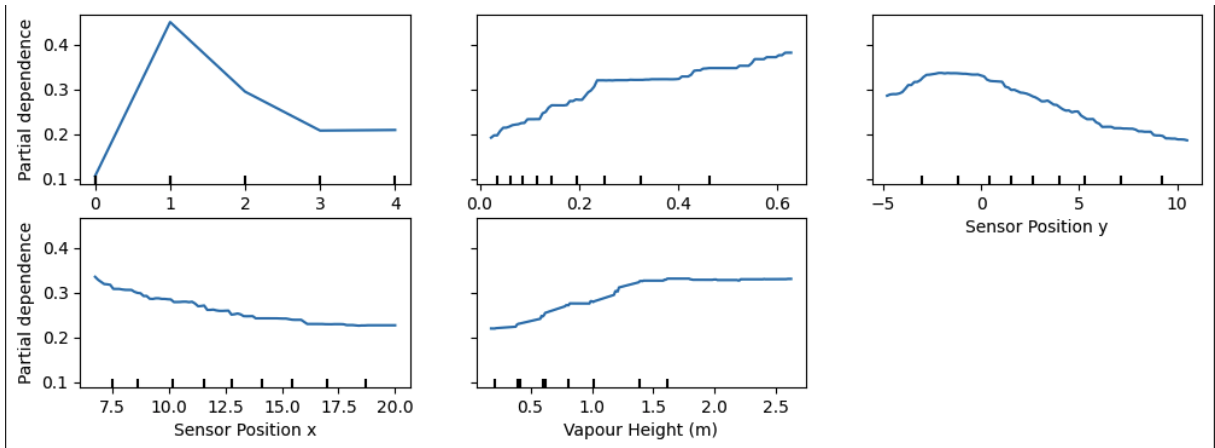 Partial dependence
0.4
0.3
0.2
0.1
0 1 2 3 4
0.0 0.2 0.4 0.6
−5 0 5 10
Sensor Position y
Partial dependence
0.4
0.3
0.2
0.1
7.5 10.0 12.5 15.0 17.5 20.0
Sensor Position x
0.5 1.0 1.5 2.0 2.5
Vapour Height (m)